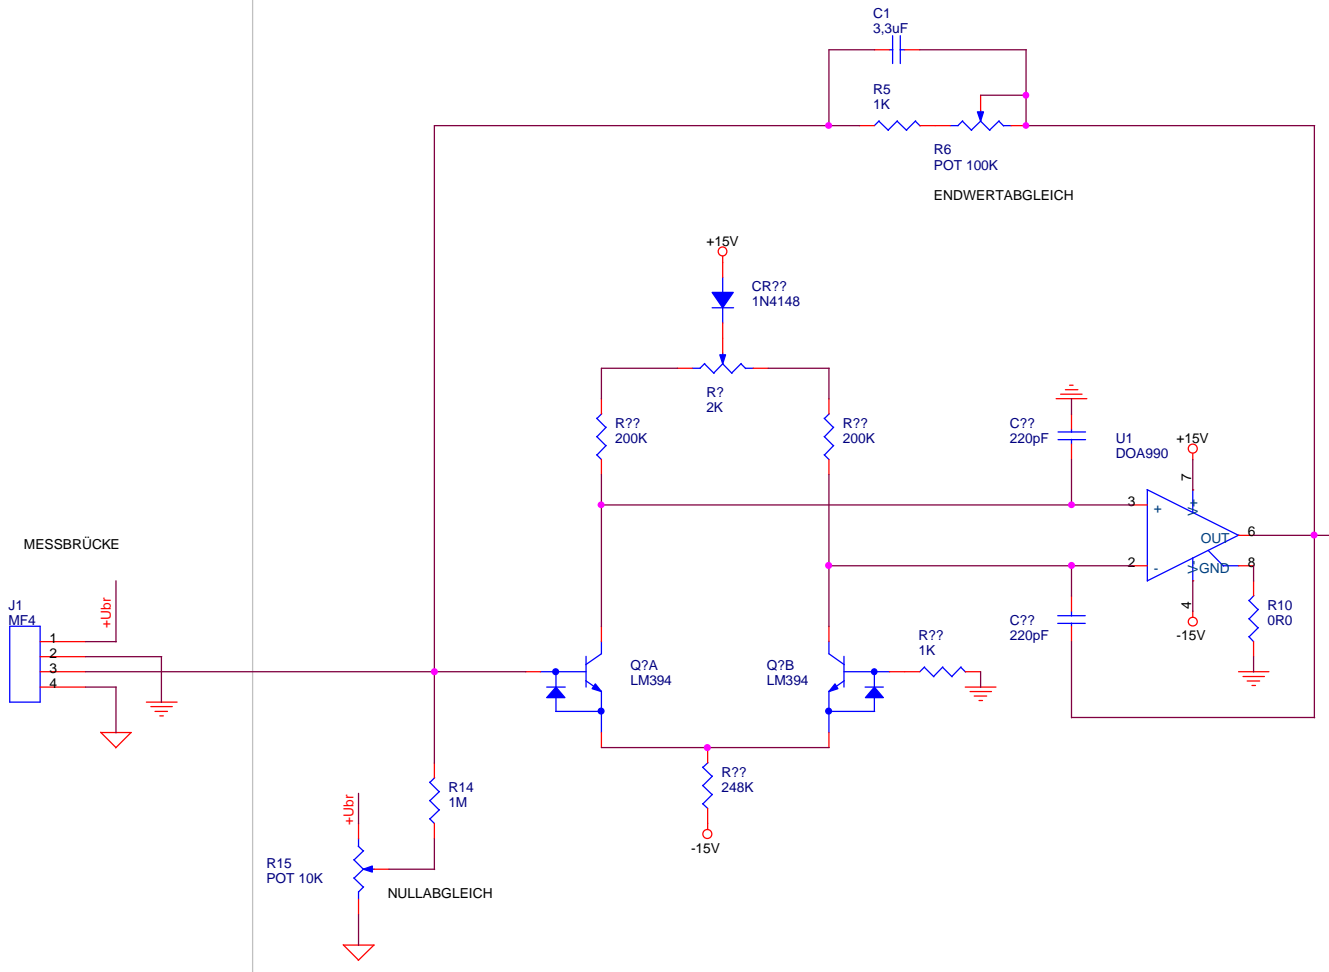 C1
3,3uF
R5
1K
R6
POT 100K
ENDWERTABGLEICH
+15V
CR??
1N4148
R?
2K
R??
200K
R??
200K
C??
220pF
U1
DOA990
+15V
7
3
+
V+
OUT
6
2
-
V-
GND
8
4
-15V
R10
0R0
C??
220pF
MESSBRÜCKE
J1
MF4
+Ubr
1
2
3
4
Q?A
LM394
Q?B
LM394
R??
1K
R??
248K
-15V
R14
1M
+Ubr
R15
POT 10K
NULLABGLEICH